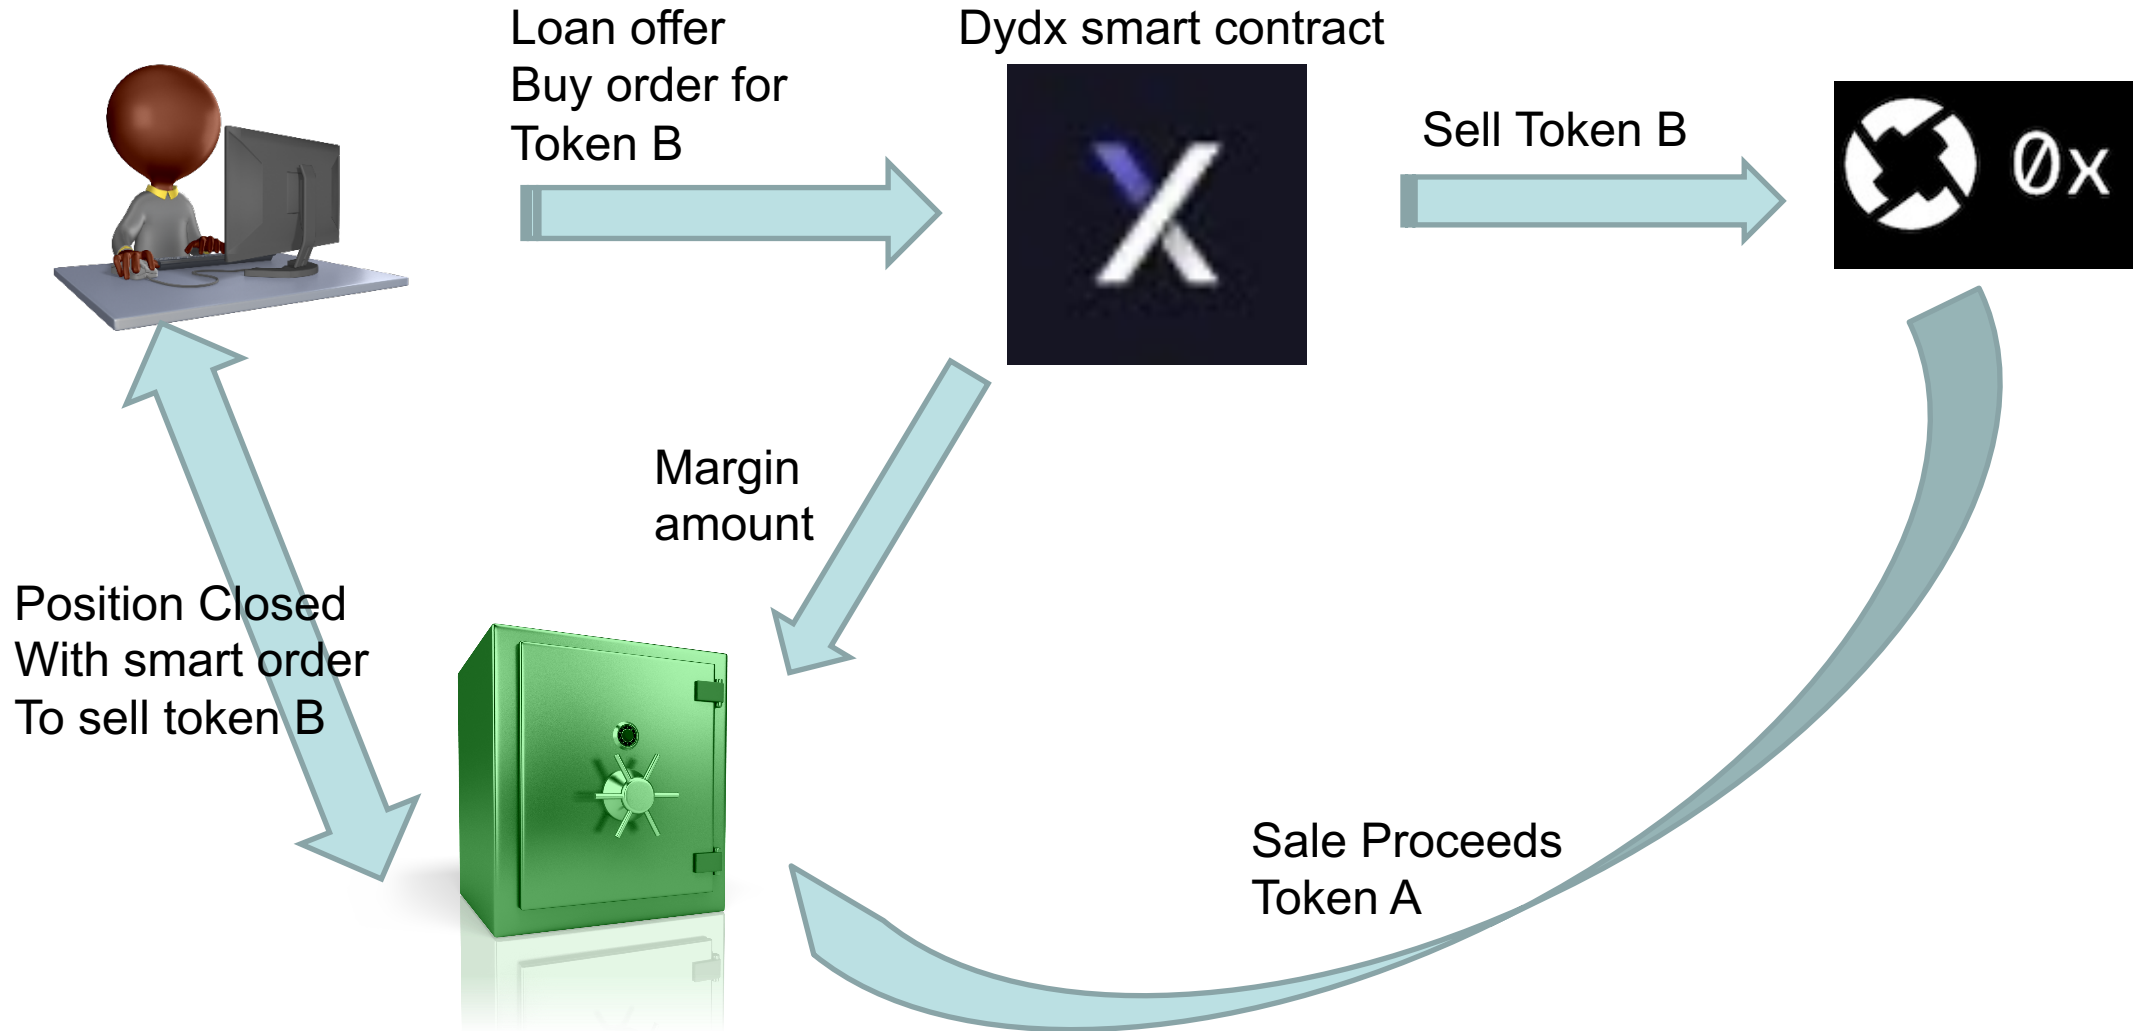 Loan offer
Buy order for
Token B
Dydx smart contract
Sell Token B
0x
Margin
amount
Position Closed
With smart order
To sell token B
Sale Proceeds
Token A